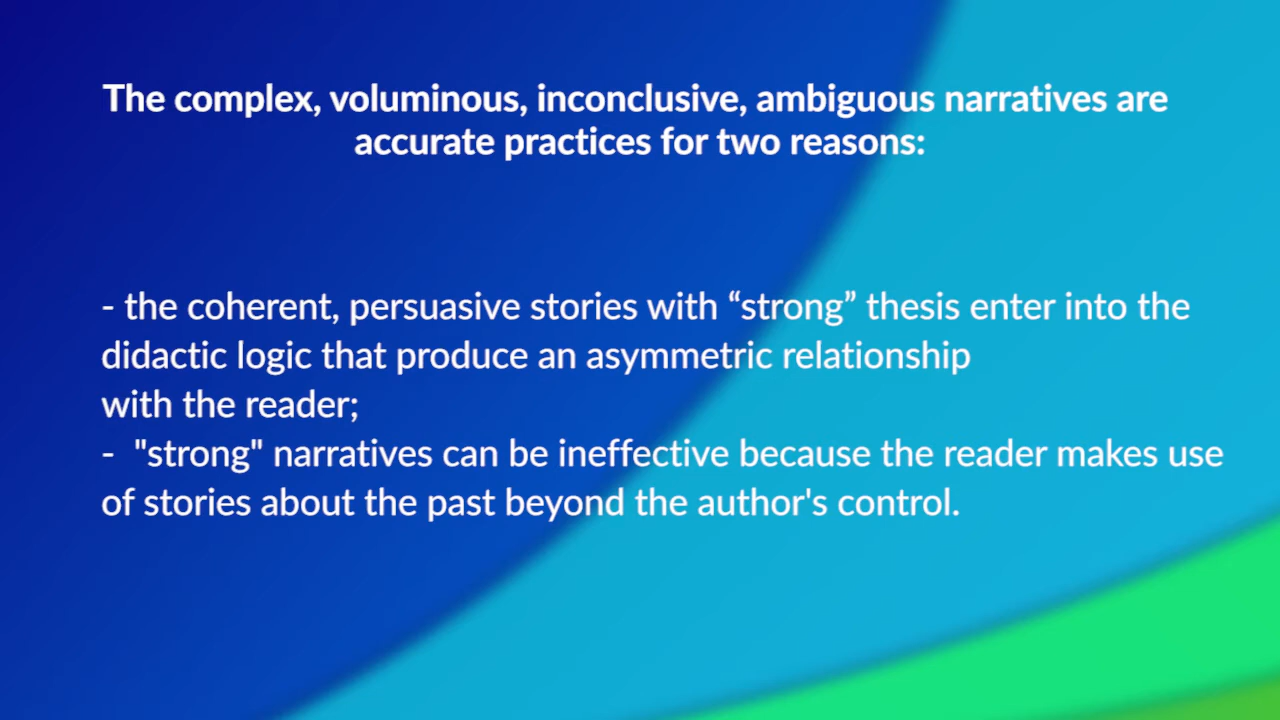 The complex, voluminous, inconclusive, ambiguous narratives are
accurate practices for two reasons:
- the coherent, persuasive stories with “strong” thesis enter into the
didactic logic that produce an asymmetric relationship
with the reader;
-  "strong" narratives can be ineffective because the reader makes use
of stories about the past beyond the author's control.